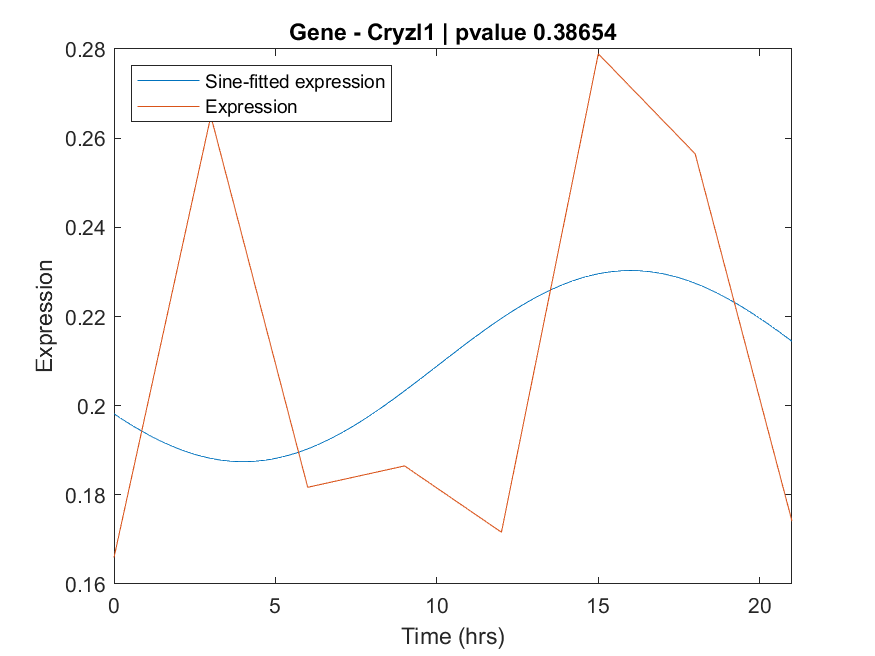 Gene - Cryzl1 | pvalue 0.38654
Sine-fitted expression
Expression
Expression
0.28
0.26
0.24
0.22
0.2
0.18
0.16
0
5
10
15
20
Time (hrs)